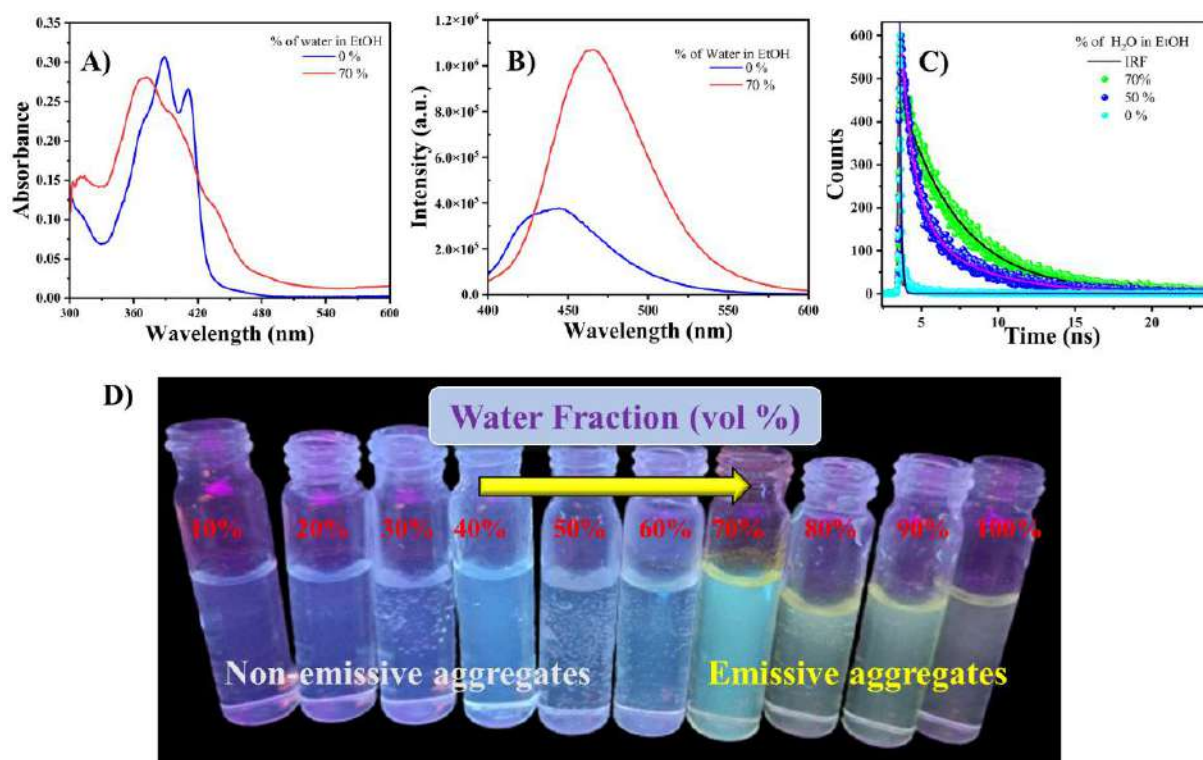 A)
% of water in EtOH
0 %
70 %
0.35
0.30
0.25
0.20
0.15
0.10
0.05
0.00
Absorbance
300 360 420 480 540 600
Wavelength (nm)
B)
% of Water in EtOH
0 %
70 %
1.2×10⁶
1.0×10⁶
8.0×10⁵
6.0×10⁵
4.0×10⁵
2.0×10⁵
0.0
Intensity (a.u.)
400 450 500 550 600
Wavelength (nm)
C)
% of H₂O in EtOH
IRF
70%
50 %
0 %
600
500
400
300
200
100
0
Counts
5 10 15 20
Time (ns)
D)
Water Fraction (vol %)
10% 20% 30% 40% 50% 60% 70% 80% 90% 100%
Non-emissive aggregates
Emissive aggregates